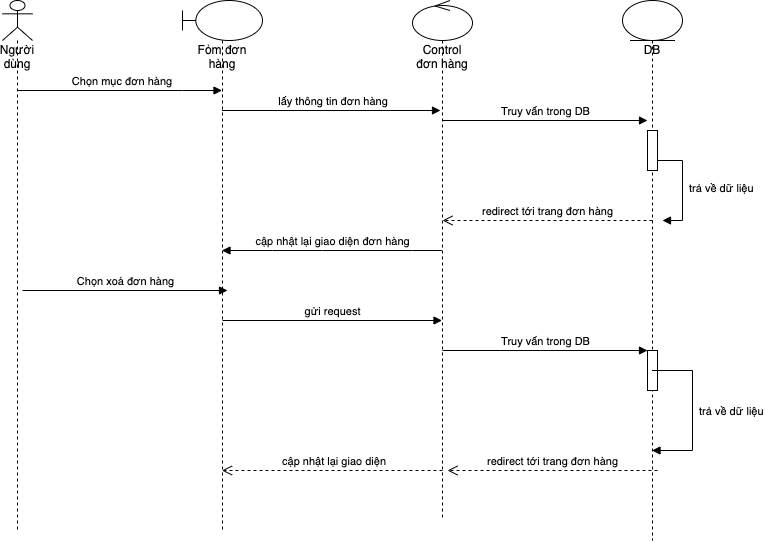 Người
dùng
Fỏm đơn
hàng
Control
đơn hàng
DB
Chọn mục đơn hàng
lấy thông tin đơn hàng
Truy vấn trong DB
trả về dữ liệu
redirect tới trang đơn hàng
cập nhật lại giao diện đơn hàng
Chọn xoá đơn hàng
gửi request
Truy vấn trong DB
trả về dữ liệu
cập nhật lại giao diện
redirect tới trang đơn hàng